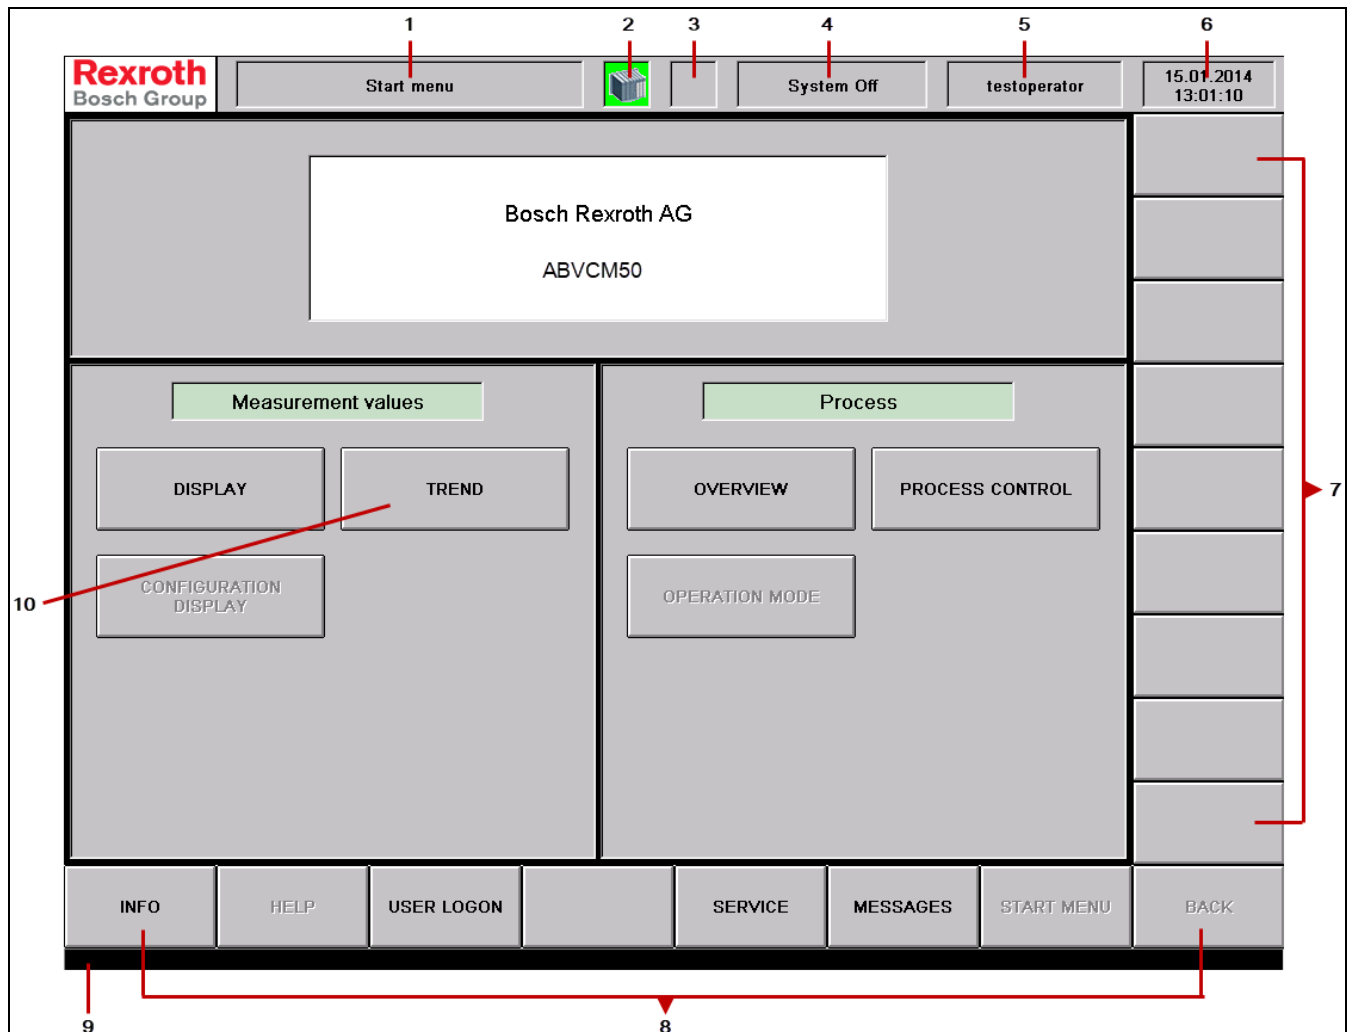 1 2 3 4 5 6
Rexroth
Bosch Group
Start menu
System Off
testoperator
15.01.2014
13:01:10
Bosch Rexroth AG
ABVCM50
Measurement values
Process
DISPLAY
TREND
OVERVIEW
PROCESS CONTROL
7
CONFIGURATION
DISPLAY
OPERATION MODE
10
INFO
HELP
USER LOGON
SERVICE
MESSAGES
START MENU
BACK
9
8